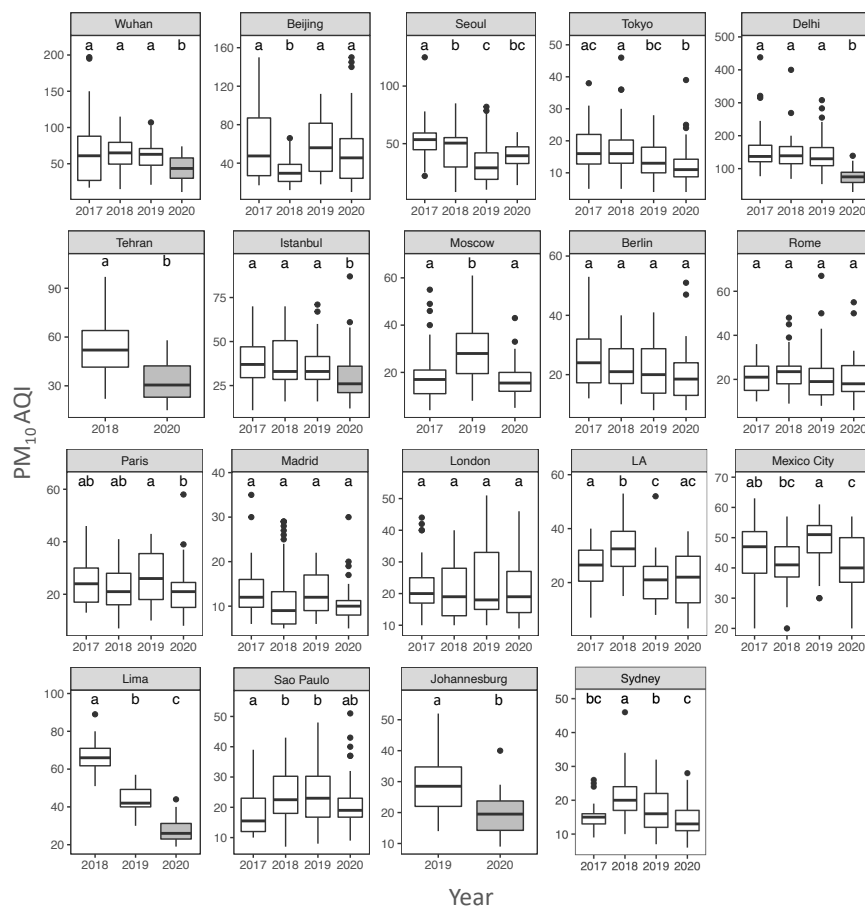 Wuhan Beijing Seoul Tokyo Delhi
a a a b a b a a a b c bc ac a bc b a a a b
200 150 100 50
160 120 80 40
100 50
50 40 30 20 10 0
500 400 300 200 100
2017 2018 2019 2020 2017 2018 2019 2020 2017 2018 2019 2020 2017 2018 2019 2020 2017 2018 2019 2020
Tehran Istanbul Moscow Berlin Rome
a b a a a b a b a a a a a a a a a
90 60 30
75 50 25
60 40 20
60 40 20
60 40 20
2018 2020 2017 2018 2019 2020 2017 2018 2020 2017 2018 2019 2020 2017 2018 2019 2020
PM10 AQI
Paris Madrid London LA Mexico City
ab ab a b a a a a a a a a a b c ac ab bc a c
60 40 20
40 30 20 10
50 40 30 20 10
60 40 20
70 60 50 40 30 20
2017 2018 2019 2020 2017 2018 2019 2020 2017 2018 2019 2020 2017 2018 2019 2020 2017 2018 2019 2020
Lima Sao Paulo Johannesburg Sydney
a b c a b b ab a b bc a b c
100 80 60 40 20
50 40 30 20 10
50 40 30 20 10
50 40 30 20 10
2018 2019 2020 2017 2018 2019 2020 2019 2020 2017 2018 2019 2020
Year